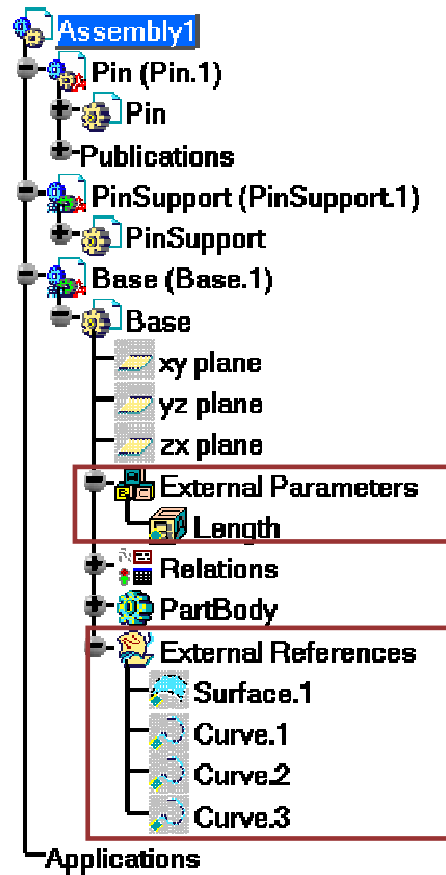 Assembly1
Pin (Pin.1)
Pin
Publications
PinSupport (PinSupport.1)
PinSupport
Base (Base.1)
Base
xy plane
yz plane
zx plane
External Parameters
Length
Relations
PartBody
External References
Surface.1
Curve.1
Curve.2
Curve.3
Applications